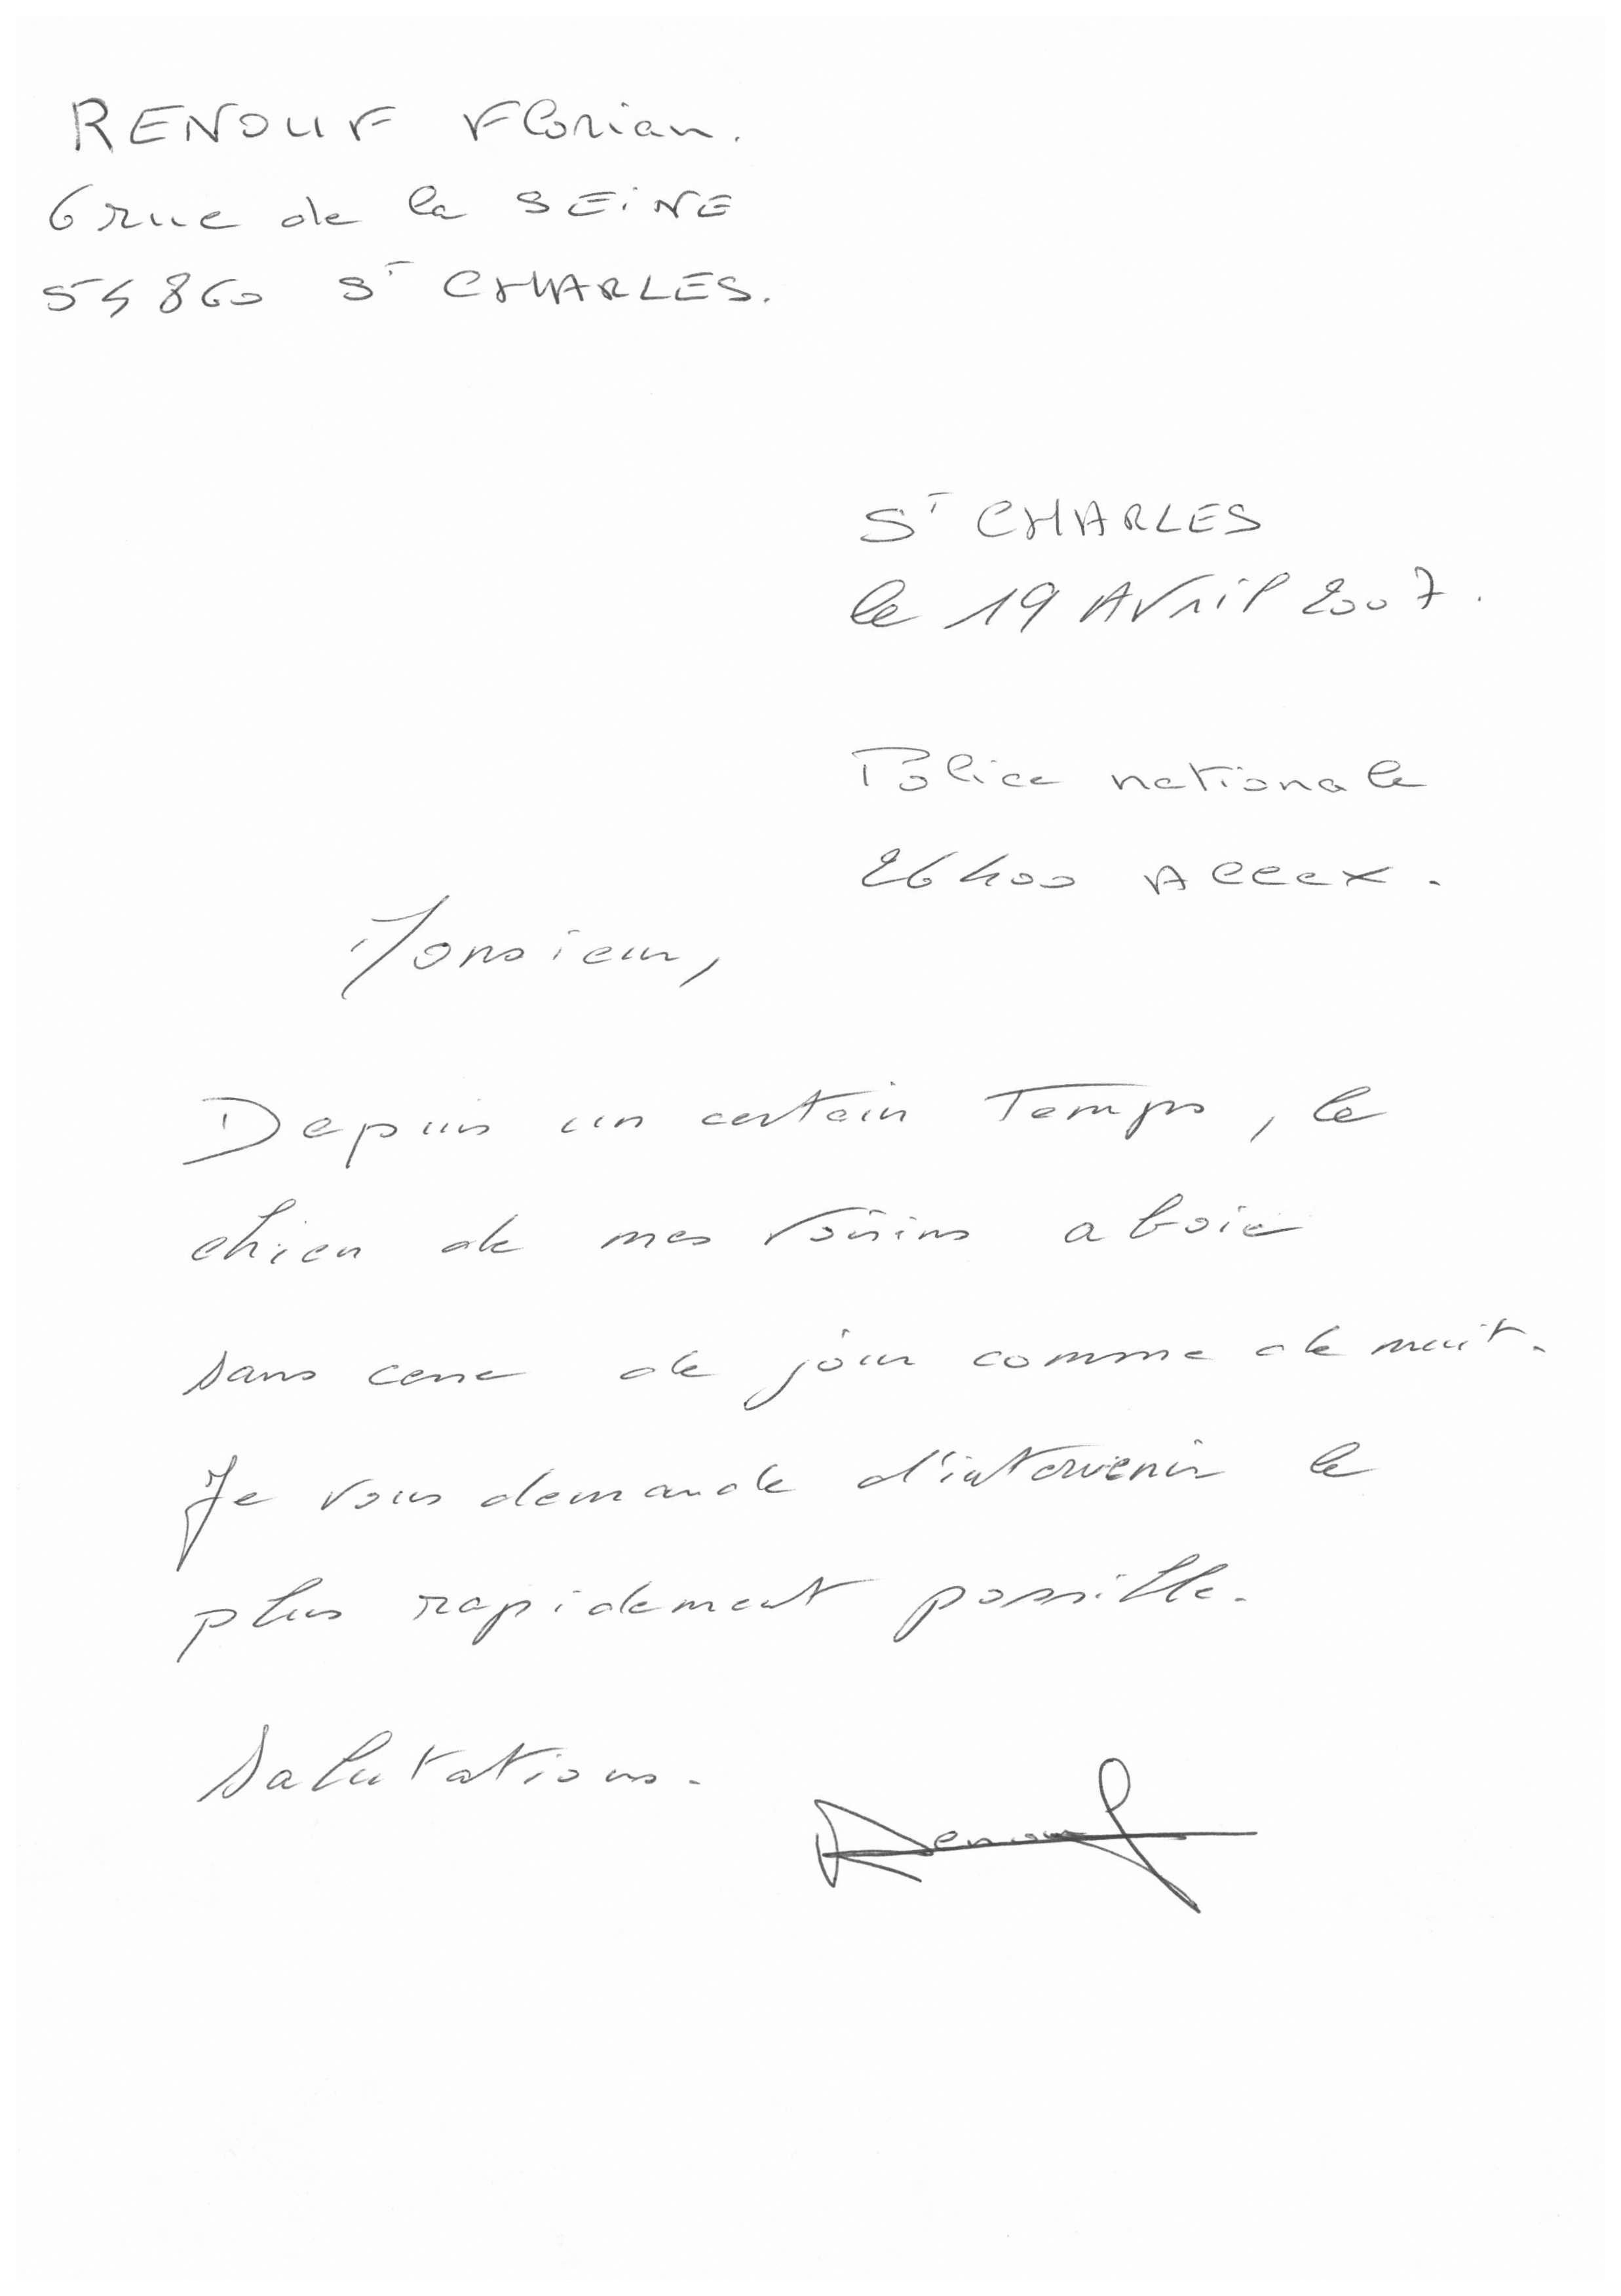 RENOUF Florian.
6 rue de la SEINE
54860 St CHARLES.
St CHARLES
le 19 Avril 2007.
Police nationale
26400 Allex.
Monsieur,
Depuis un certain Temps, le
chien de mes voisins aboie
sans cesse de jour comme de nuit.
Je vous demande d'intervenir le
plus rapidement possible.
Salutations.
Renouf